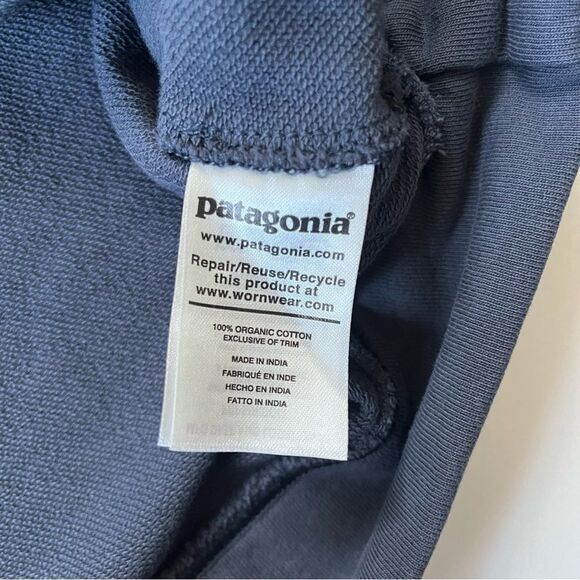 patagonia®
www.patagonia.com
Repair/Reuse/Recycle
this product at
www.wornwear.com
100% ORGANIC COTTON
EXCLUSIVE OF TRIM
MADE IN INDIA
FABRIQUÉ EN INDE
HECHO EN INDIA
FATTO IN INDIA